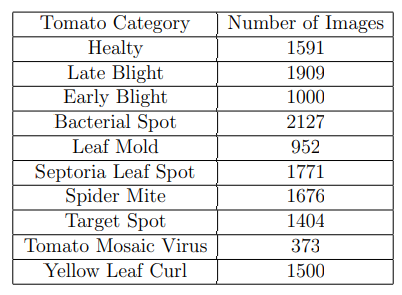 Tomato Category Number of Images
Healty 1591
Late Blight 1909
Early Blight 1000
Bacterial Spot 2127
Leaf Mold 952
Septoria Leaf Spot 1771
Spider Mite 1676
Target Spot 1404
Tomato Mosaic Virus 373
Yellow Leaf Curl 1500